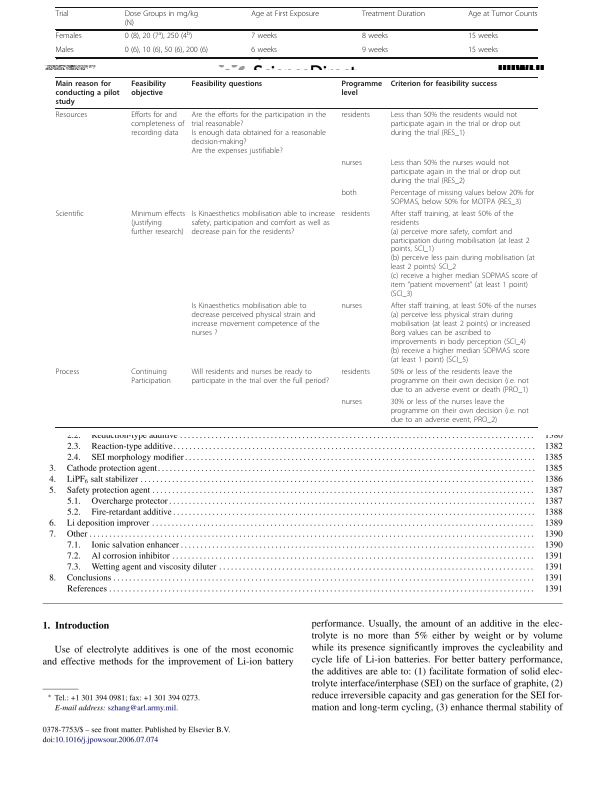 Trial Dose Groups in mg/kg (N) Age at First Exposure Treatment Duration Age at Tumor Counts
Females 0 (8), 20 (7ᵃ), 250 (4ᵇ) 7 weeks 8 weeks 15 weeks
Males 0 (6), 10 (6), 50 (6), 200 (6) 6 weeks 9 weeks 15 weeks
Main reason for conducting a pilot study Feasibility objective Feasibility questions Programme level Criterion for feasibility success
Resources Efforts for and completeness of recording data Are the efforts for the participation in the trial reasonable?
Is enough data obtained for a reasonable decision-making?
Are the expenses justifiable?
residents Less than 50% the residents would not participate again in the trial or drop out during the trial (RES_1)
nurses Less than 50% the nurses would not participate again in the trial or drop out during the trial (RES_2)
both Percentage of missing values below 20% for SOPMAS, below 50% for MOTPA (RES_3)
Scientific Minimum effects (justifying further research) Is Kinaesthetics mobilisation able to increase safety, participation and comfort as well as decrease pain for the residents?
residents After staff training, at least 50% of the residents
(a) perceive more safety, comfort and participation during mobilisation (at least 2 points, SCI_1)
(b) perceive less pain during mobilisation (at least 2 points) SCI_2
(c) receive a higher median SOPMAS score of item "patient movement" (at least 1 point) (SCI_3)
Is Kinaesthetics mobilisation able to decrease perceived physical strain and increase movement competence of the nurses ?
nurses After staff training, at least 50% of the nurses
(a) perceive less physical strain during mobilisation (at least 2 points) or increased Borg values can be ascribed to improvements in body perception (SCI_4)
(b) receive a higher median SOPMAS score (at least 1 point) (SCI_5)
Process Continuing Participation Will residents and nurses be ready to participate in the trial over the full period?
residents 50% or less of the residents leave the programme on their own decision (i.e. not due to an adverse event or death (PRO_1)
nurses 30% or less of the nurses leave the programme on their own decision (i.e. not due to an adverse event, PRO_2)
2.2. Reduction-type additive 1380
2.3. Reaction-type additive 1382
2.4. SEI morphology modifier 1385
3. Cathode protection agent 1385
4. LiPF₆ salt stabilizer 1386
5. Safety protection agent 1387
5.1. Overcharge protector 1387
5.2. Fire-retardant additive 1388
6. Li deposition improver 1389
7. Other 1390
7.1. Ionic salvation enhancer 1390
7.2. Al corrosion inhibitor 1391
7.3. Wetting agent and viscosity diluter 1391
8. Conclusions 1391
References 1391
1. Introduction
Use of electrolyte additives is one of the most economic
and effective methods for the improvement of Li-ion battery
* Tel.: +1 301 394 0981; fax: +1 301 394 0273.
E-mail address: szhang@arl.army.mil.
0378-7753/$ – see front matter. Published by Elsevier B.V.
doi:10.1016/j.jpowsour.2006.07.074
performance. Usually, the amount of an additive in the elec-
trolyte is no more than 5% either by weight or by volume
while its presence significantly improves the cycleability and
cycle life of Li-ion batteries. For better battery performance,
the additives are able to: (1) facilitate formation of solid elec-
trolyte interface/interphase (SEI) on the surface of graphite, (2)
reduce irreversible capacity and gas generation for the SEI for-
mation and long-term cycling, (3) enhance thermal stability of